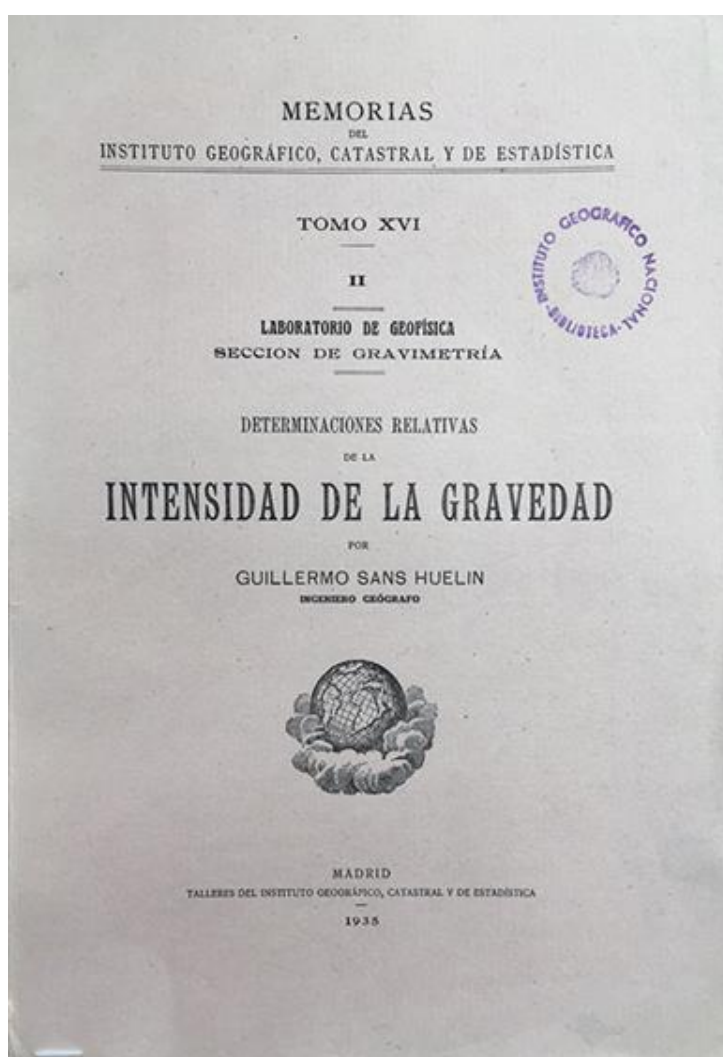 MEMORIAS
DEL
INSTITUTO GEOGRÁFICO, CATASTRAL Y DE ESTADÍSTICA
TOMO XVI
II
LABORATORIO DE GEOFÍSICA
SECCION DE GRAVIMETRÍA
INSTITUTO GEOGRAFICO NACIONAL
-BIBLIOTECA-
DETERMINACIONES RELATIVAS
DE LA
INTENSIDAD DE LA GRAVEDAD
POR
GUILLERMO SANS HUELIN
INGENIERO GEÓGRAFO
MADRID
TALLERES DEL INSTITUTO GEOGRÁFICO, CATASTRAL Y DE ESTADÍSTICA
1935